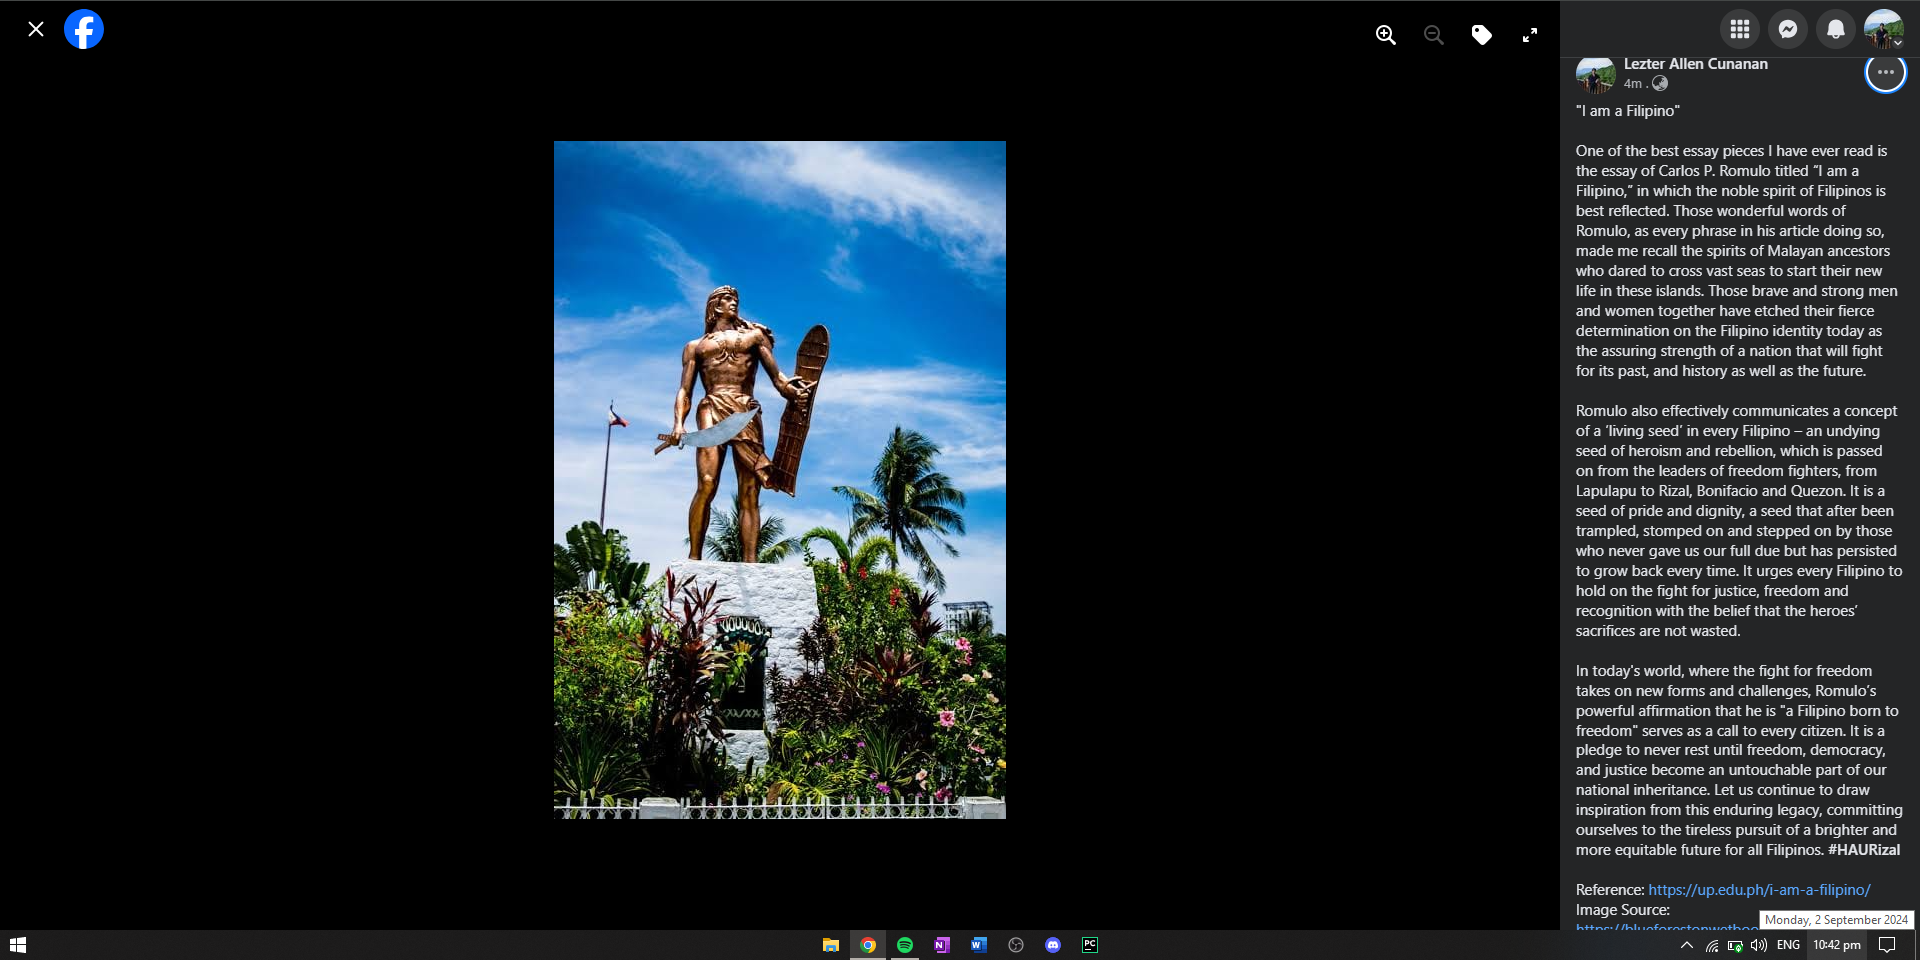 Lezter Allen Cunanan
4m ·
"I am a Filipino"
One of the best essay pieces I have ever read is
the essay of Carlos P. Romulo titled “I am a
Filipino,” in which the noble spirit of Filipinos is
best reflected. Those wonderful words of
Romulo, as every phrase in his article doing so,
made me recall the spirits of Malayan ancestors
who dared to cross vast seas to start their new
life in these islands. Those brave and strong men
and women together have etched their fierce
determination on the Filipino identity today as
the assuring strength of a nation that will fight
for its past, and history as well as the future.
Romulo also effectively communicates a concept
of a ‘living seed’ in every Filipino – an undying
seed of heroism and rebellion, which is passed
on from the leaders of freedom fighters, from
Lapulapu to Rizal, Bonifacio and Quezon. It is a
seed of pride and dignity, a seed that after been
trampled, stomped on and stepped on by those
who never gave us our full due but has persisted
to grow back every time. It urges every Filipino to
hold on the fight for justice, freedom and
recognition with the belief that the heroes’
sacrifices are not wasted.
In today's world, where the fight for freedom
takes on new forms and challenges, Romulo’s
powerful affirmation that he is "a Filipino born to
freedom" serves as a call to every citizen. It is a
pledge to never rest until freedom, democracy,
and justice become an untouchable part of our
national inheritance. Let us continue to draw
inspiration from this enduring legacy, committing
ourselves to the tireless pursuit of a brighter and
more equitable future for all Filipinos. #HAURizal
Reference: https://up.edu.ph/i-am-a-filipino/
Image Source:
Monday, 2 September 2024
ENG
10:42 pm